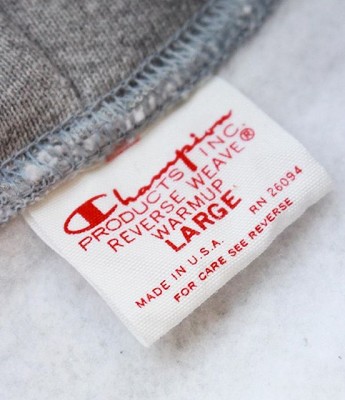 Champion
PRODUCTS INC.
REVERSE WEAVE®
WARMUP
LARGE
MADE IN U.S.A. RN 26094
FOR CARE SEE REVERSE